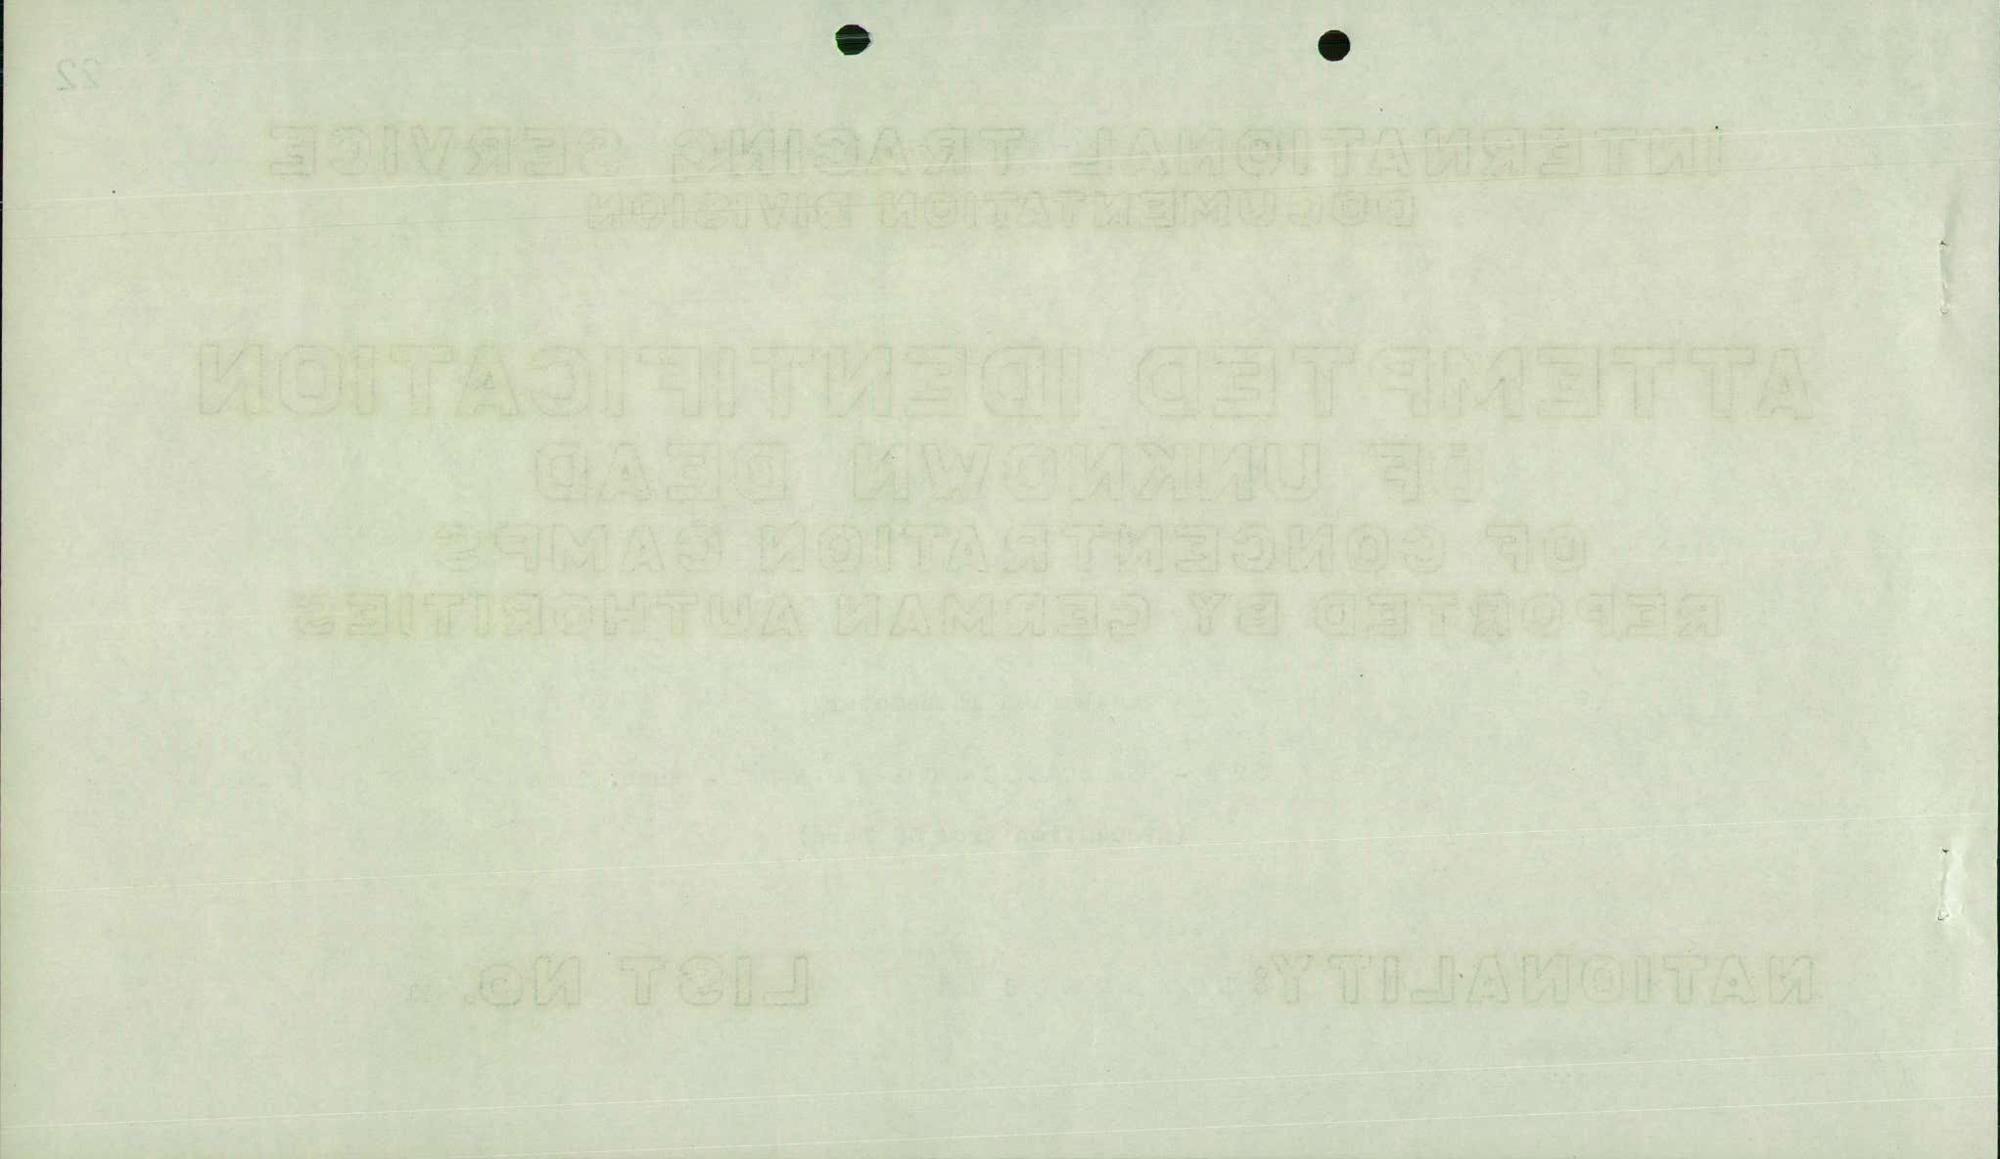 22
INTERNATIONAL TRACING SERVICE
DOCUMENTATION DIVISION
ATTEMPTED IDENTIFICATION
OF UNKNOWN DEAD
OF CONCENTRATION CAMPS
REPORTED BY GERMAN AUTHORITIES
NATIONALITY: LIST No.